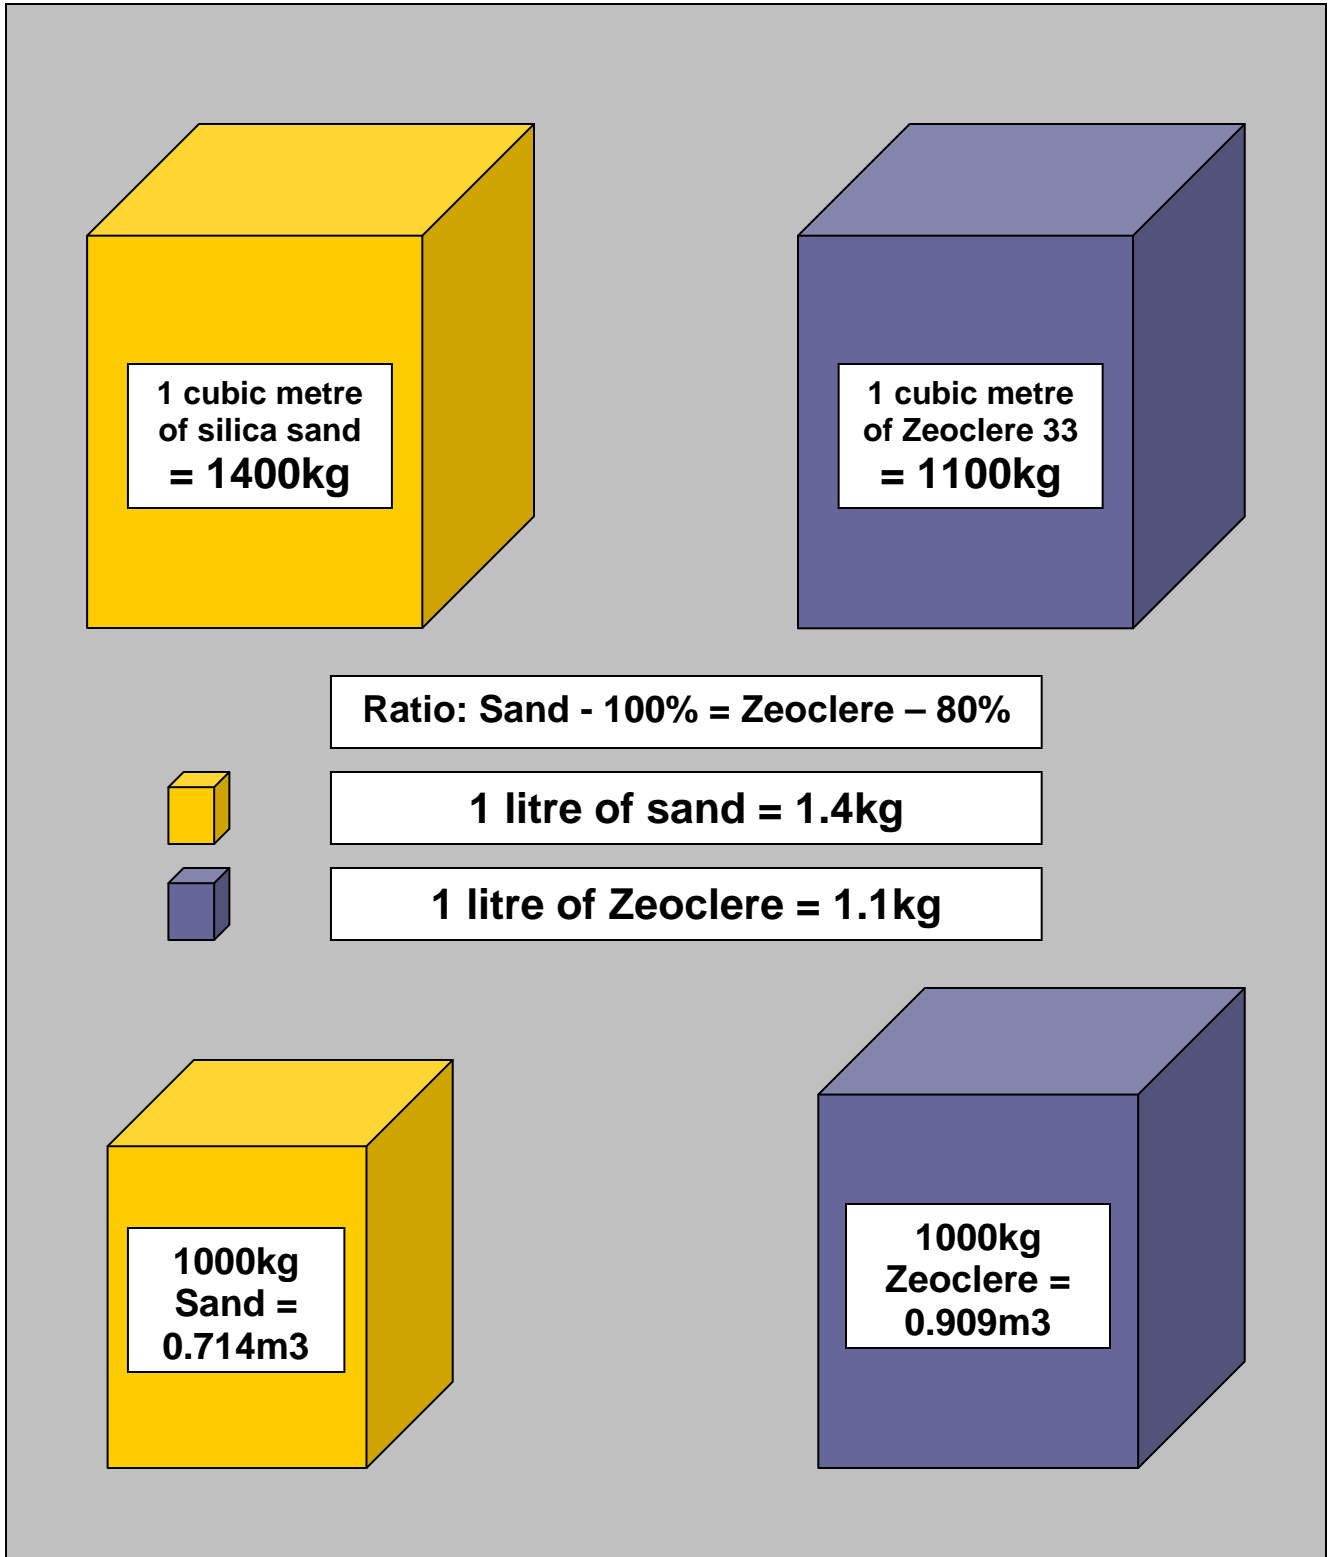 1 cubic metre
of silica sand
= 1400kg
1 cubic metre
of Zeoclere 33
= 1100kg
Ratio: Sand - 100% = Zeoclere – 80%
1 litre of sand = 1.4kg
1 litre of Zeoclere = 1.1kg
1000kg
Sand =
0.714m3
1000kg
Zeoclere =
0.909m3